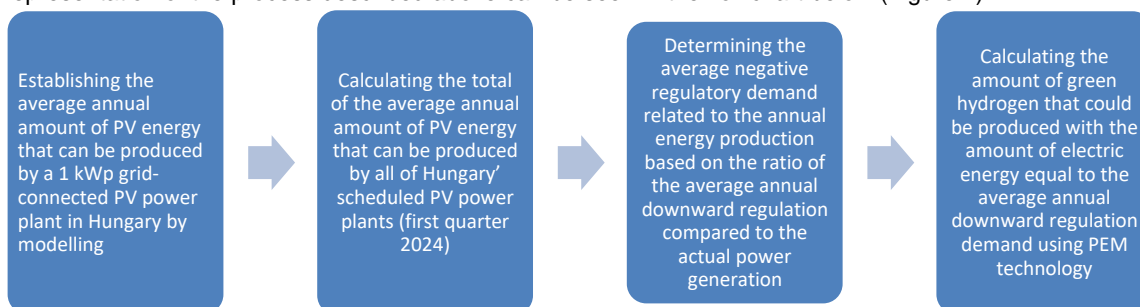 Establishing the
average annual
amount of PV energy
that can be produced
by a 1 kWp grid-
connected PV power
plant in Hungary by
modelling
Calculating the total
of the average annual
amount of PV energy
that can be produced
by all of Hungary’
scheduled PV power
plants (first quarter
2024)
Determining the
average negative
regulatory demand
related to the annual
energy production
based on the ratio of
the average annual
downward regulation
compared to the
actual power
generation
Calculating the
amount of green
hydrogen that could
be produced with the
amount of electric
energy equal to the
average annual
downward regulation
demand using PEM
technology